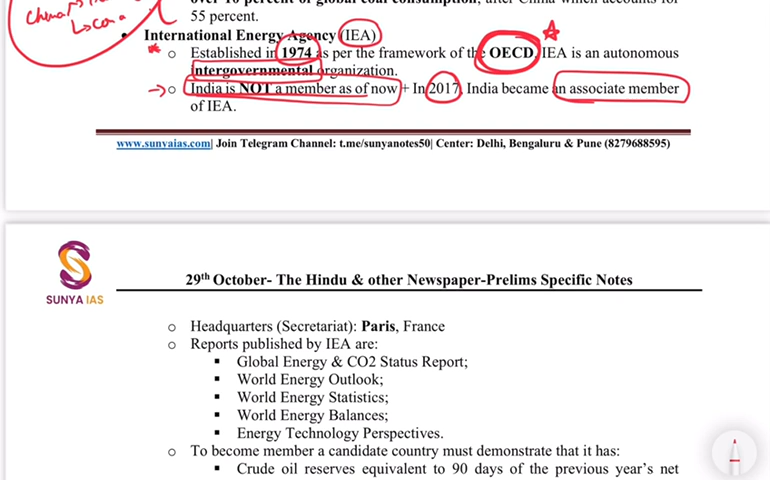 over 10 percent of global coal consumption, after China which accounts for
55 percent.
• International Energy Agency (IEA)
o Established in 1974 as per the framework of the OECD, IEA is an autonomous
intergovernmental organization.
→ o India is NOT a member as of now + In 2017, India became an associate member
of IEA.
www.sunyaias.com| Join Telegram Channel: t.me/sunyanotes50| Center: Delhi, Bengaluru & Pune (8279688595)
SUNYA IAS
29th October- The Hindu & other Newspaper-Prelims Specific Notes
o Headquarters (Secretariat): Paris, France
o Reports published by IEA are:
▪ Global Energy & CO2 Status Report;
▪ World Energy Outlook;
▪ World Energy Statistics;
▪ World Energy Balances;
▪ Energy Technology Perspectives.
o To become member a candidate country must demonstrate that it has:
▪ Crude oil reserves equivalent to 90 days of the previous year's net